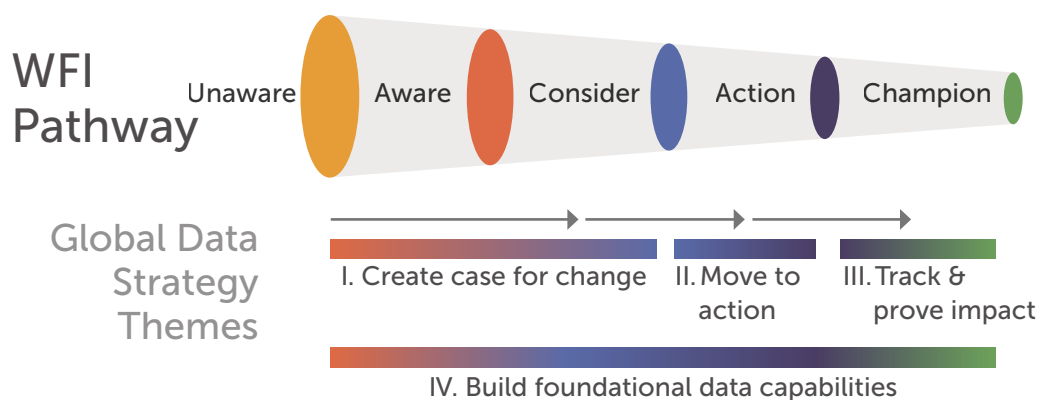 WFI
Pathway
Unaware
Aware
Consider
Action
Champion
Global Data
Strategy
Themes
I. Create case for change
II. Move to
action
III. Track &
prove impact
IV. Build foundational data capabilities